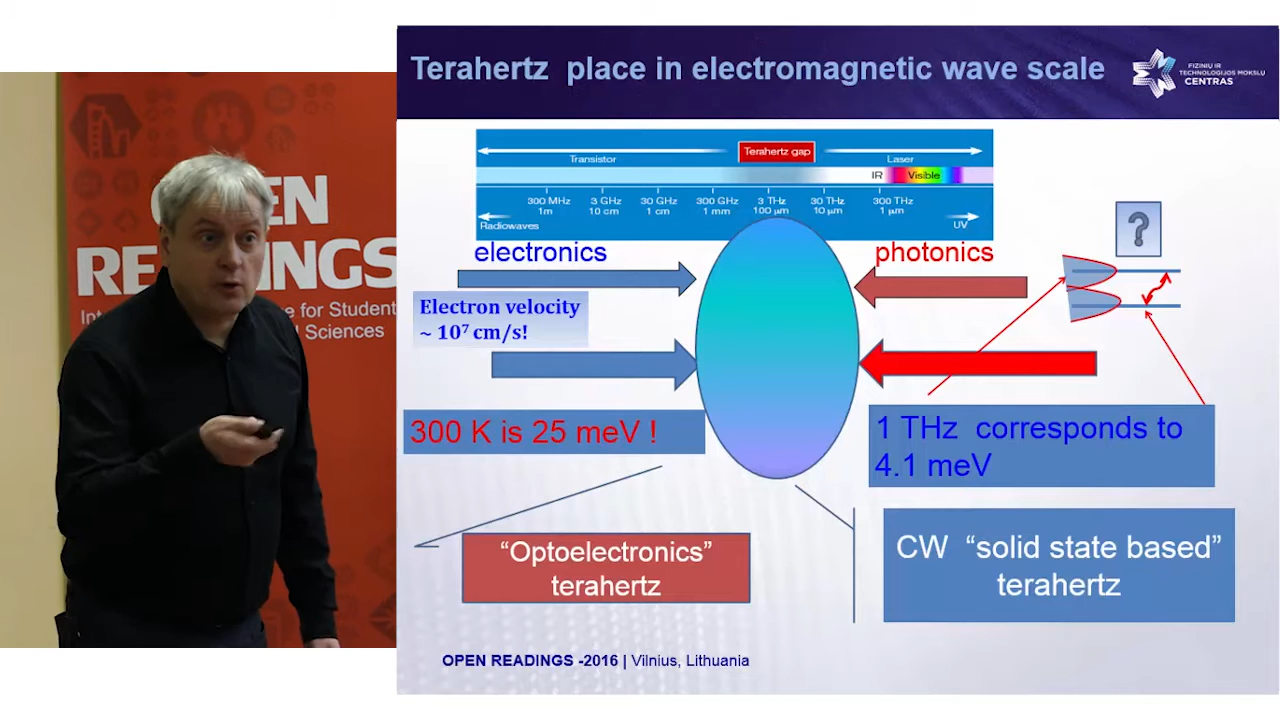 OPEN
READINGS
for Student
Sciences
Terahertz place in electromagnetic wave scale
FIZINIŲ IR
TECHNOLOGIJOS MOKSLŲ
CENTRAS
Terahertz gap
Transistor
Laser
IR
Visible
300 MHz 3 GHz 30 GHz 300 GHz 3 THz 30 THz 300 THz
1m 10 cm 1 cm 1 mm 100 µm 10 µm 1 µm
Radiowaves
UV
electronics
photonics
?
Electron velocity
~ 10⁷ cm/s!
300 K is 25 meV !
1 THz corresponds to
4.1 meV
“Optoelectronics”
terahertz
CW “solid state based”
terahertz
OPEN READINGS -2016 | Vilnius, Lithuania